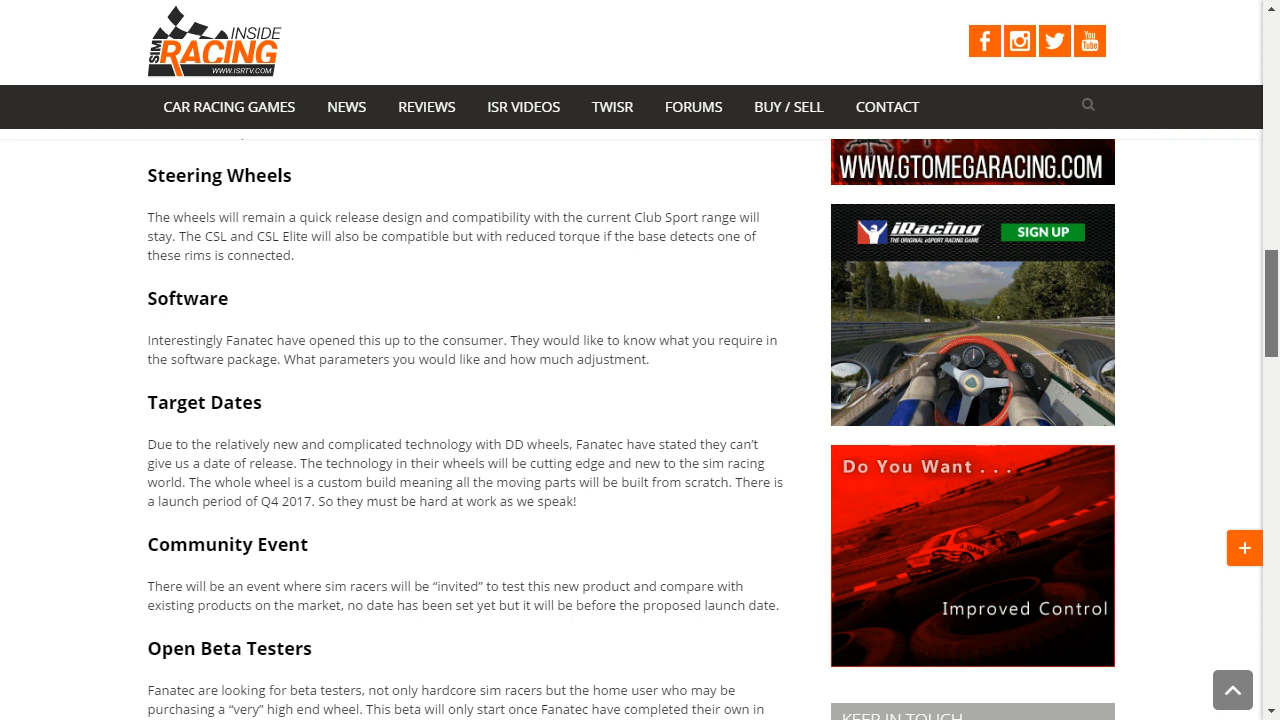 INSIDE
SIM RACING
WWW.ISRTV.COM
You Tube
CAR RACING GAMES NEWS REVIEWS ISR VIDEOS TWISR FORUMS BUY / SELL CONTACT
WWW.GTOMEGARACING.COM
Steering Wheels
The wheels will remain a quick release design and compatibility with the current Club Sport range will
stay. The CSL and CSL Elite will also be compatible but with reduced torque if the base detects one of
these rims is connected.
iRacing
THE ORIGINAL eSPORT RACING GAME
SIGN UP
Software
Interestingly Fanatec have opened this up to the consumer. They would like to know what you require in
the software package. What parameters you would like and how much adjustment.
Target Dates
Due to the relatively new and complicated technology with DD wheels, Fanatec have stated they can’t
give us a date of release. The technology in their wheels will be cutting edge and new to the sim racing
world. The whole wheel is a custom build meaning all the moving parts will be built from scratch. There is
a launch period of Q4 2017. So they must be hard at work as we speak!
Do You Want . . .
Improved Control
Community Event
There will be an event where sim racers will be “invited” to test this new product and compare with
existing products on the market, no date has been set yet but it will be before the proposed launch date.
Open Beta Testers
Fanatec are looking for beta testers, not only hardcore sim racers but the home user who may be
purchasing a “very” high end wheel. This beta will only start once Fanatec have completed their own in
KEEP IN TOUCH